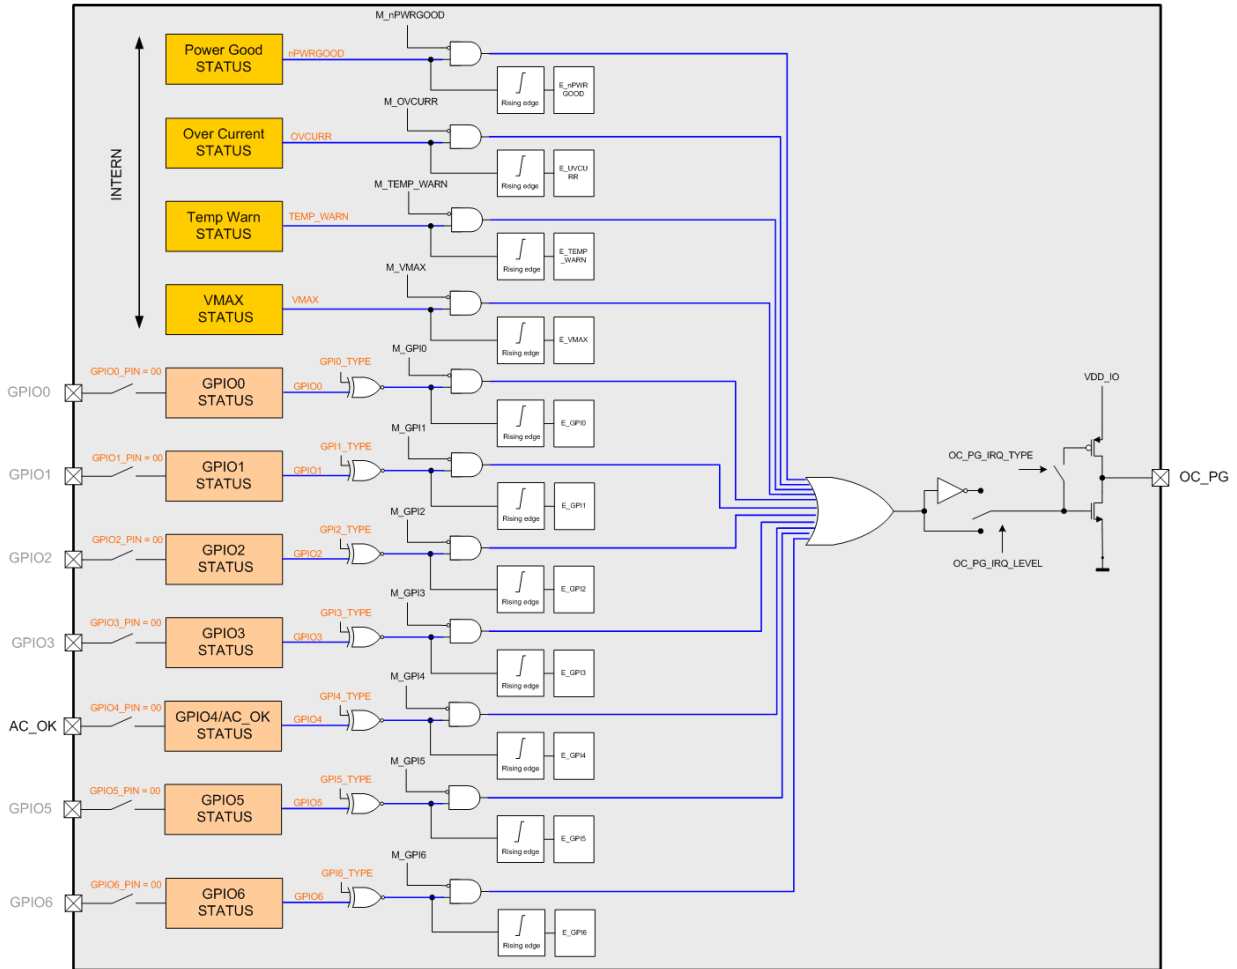 M_nPWRGOOD
Power Good
STATUS
nPWRGOOD
Rising edge
E_nPWR
GOOD
M_OVCURR
Over Current
STATUS
OVCURR
Rising edge
E_UVCU
RR
INTERN
M_TEMP_WARN
Temp Warn
STATUS
TEMP_WARN
Rising edge
E_TEMP
_WARN
M_VMAX
VMAX
STATUS
VMAX
Rising edge
E_VMAX
GPIO0
GPIO0_PIN = 00
GPIO0
STATUS
GPIO0
GPI0_TYPE
M_GPI0
Rising edge
E_GPI0
GPIO1
GPIO1_PIN = 00
GPIO1
STATUS
GPIO1
GPI1_TYPE
M_GPI1
Rising edge
E_GPI1
GPIO2
GPIO2_PIN = 00
GPIO2
STATUS
GPIO2
GPI2_TYPE
M_GPI2
Rising edge
E_GPI2
GPIO3
GPIO3_PIN = 00
GPIO3
STATUS
GPIO3
GPI3_TYPE
M_GPI3
Rising edge
E_GPI3
AC_OK
GPIO4_PIN = 00
GPIO4/AC_OK
STATUS
GPIO4
GPI4_TYPE
M_GPI4
Rising edge
E_GPI4
GPIO5
GPIO5_PIN = 00
GPIO5
STATUS
GPIO5
GPI5_TYPE
M_GPI5
Rising edge
E_GPI5
GPIO6
GPIO6_PIN = 00
GPIO6
STATUS
GPIO6
GPI6_TYPE
M_GPI6
Rising edge
E_GPI6
VDD_IO
OC_PG_IRQ_TYPE
OC_PG
OC_PG_IRQ_LEVEL